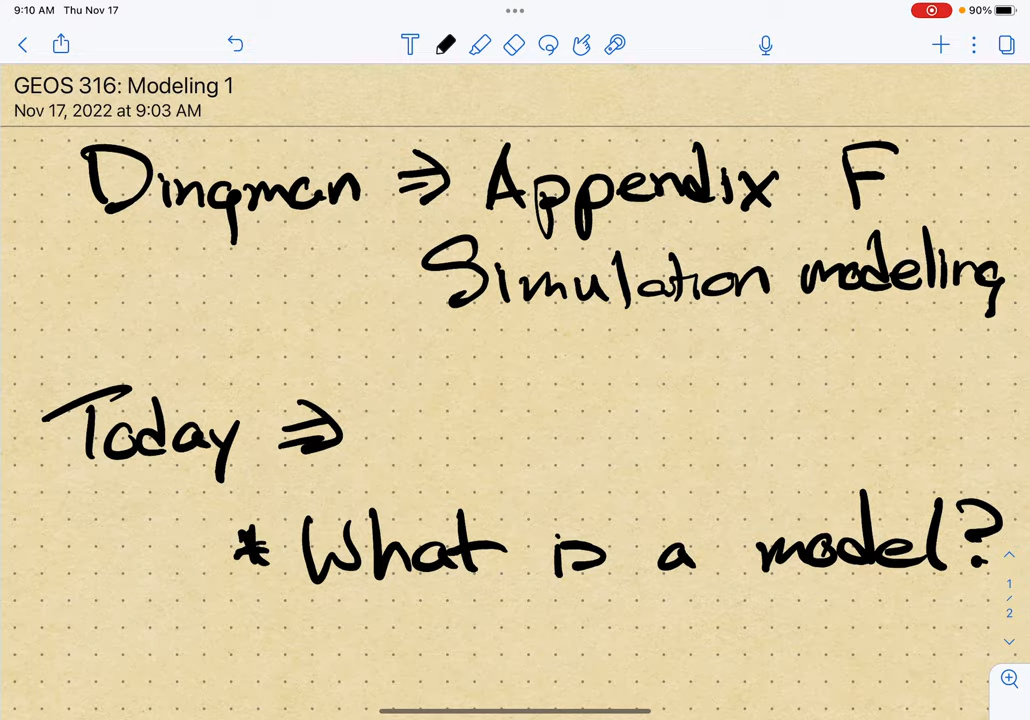 9:10 AM Thu Nov 17
90%
GEOS 316: Modeling 1
Nov 17, 2022 at 9:03 AM
Dingman ⇒ Appendix F
Simulation modeling
Today ⇒
* What is a model?
1
/
2